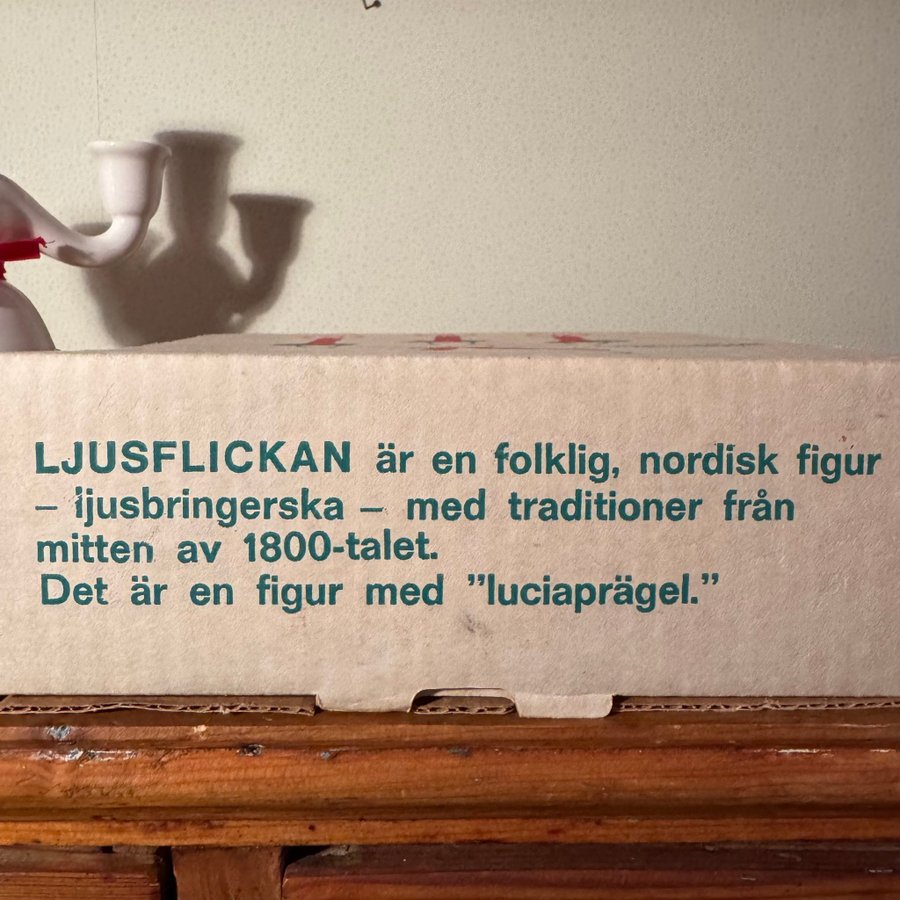 LJUSFLICKAN är en folklig, nordisk figur
– ljusbringerska – med traditioner från
mitten av 1800-talet.
Det är en figur med ”luciaprägel.”